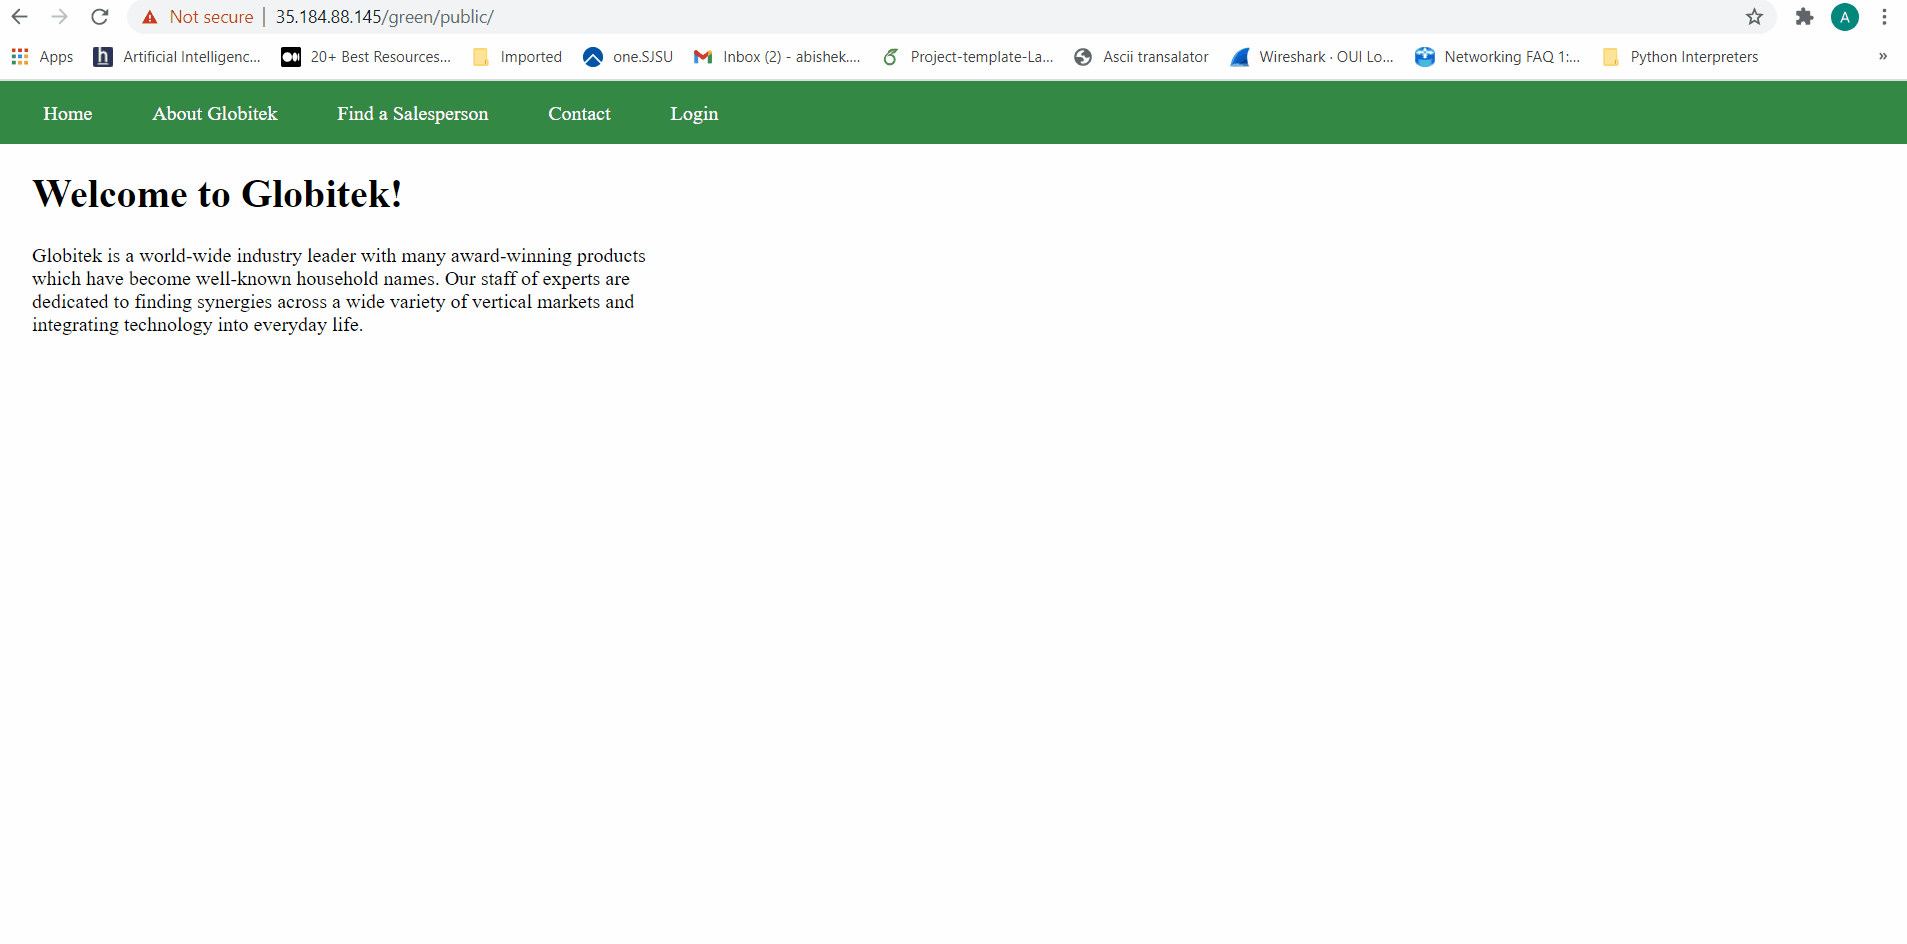 Not secure | 35.184.88.145/green/public/
A
Apps Artificial Intelligenc... 20+ Best Resources... Imported one.SJSU Inbox (2) - abishek.... Project-template-La... Ascii transalator Wireshark · OUI Lo... Networking FAQ 1:... Python Interpreters »
Home About Globitek Find a Salesperson Contact Login
Welcome to Globitek!
Globitek is a world-wide industry leader with many award-winning products
which have become well-known household names. Our staff of experts are
dedicated to finding synergies across a wide variety of vertical markets and
integrating technology into everyday life.